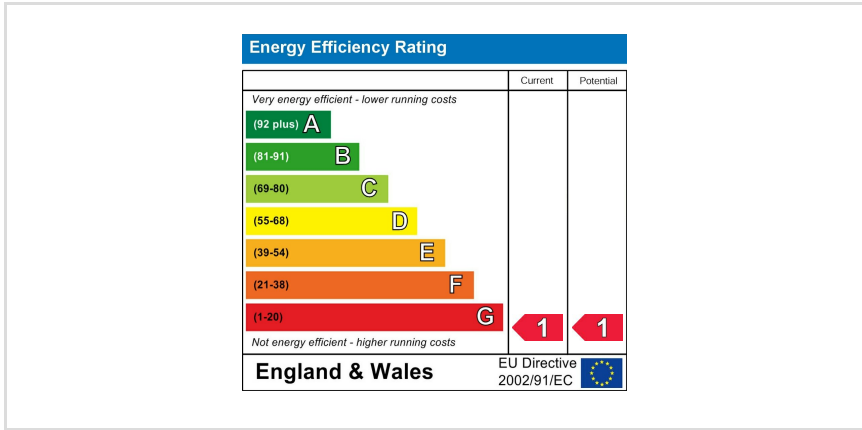 Energy Efficiency Rating
Current Potential
Very energy efficient - lower running costs
(92 plus) A
(81-91) B
(69-80) C
(55-68) D
(39-54) E
(21-38) F
(1-20) G 1 1
Not energy efficient - higher running costs
England & Wales
EU Directive
2002/91/EC